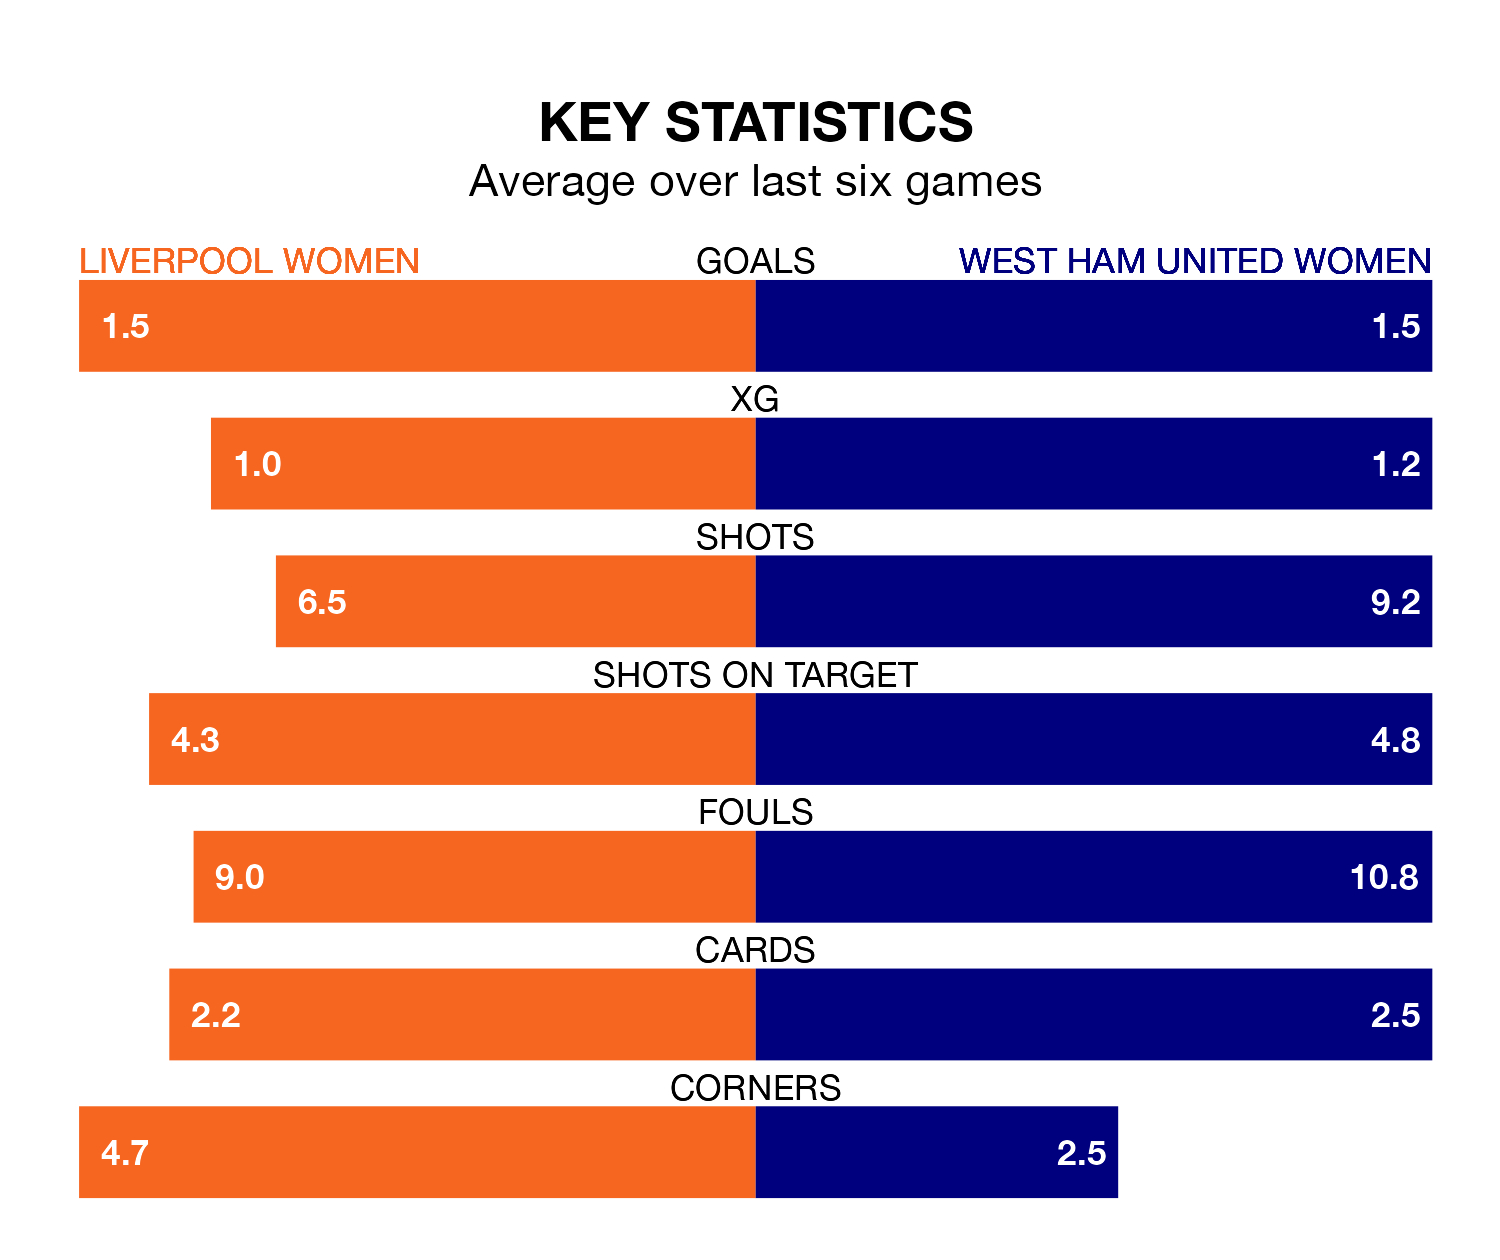 KEY STATISTICS
Average over last six games
LIVERPOOL WOMEN GOALS WEST HAM UNITED WOMEN
1.5 1.5
XG
1.0 1.2
SHOTS
6.5 9.2
SHOTS ON TARGET
4.3 4.8
FOULS
9.0 10.8
CARDS
2.2 2.5
CORNERS
4.7 2.5